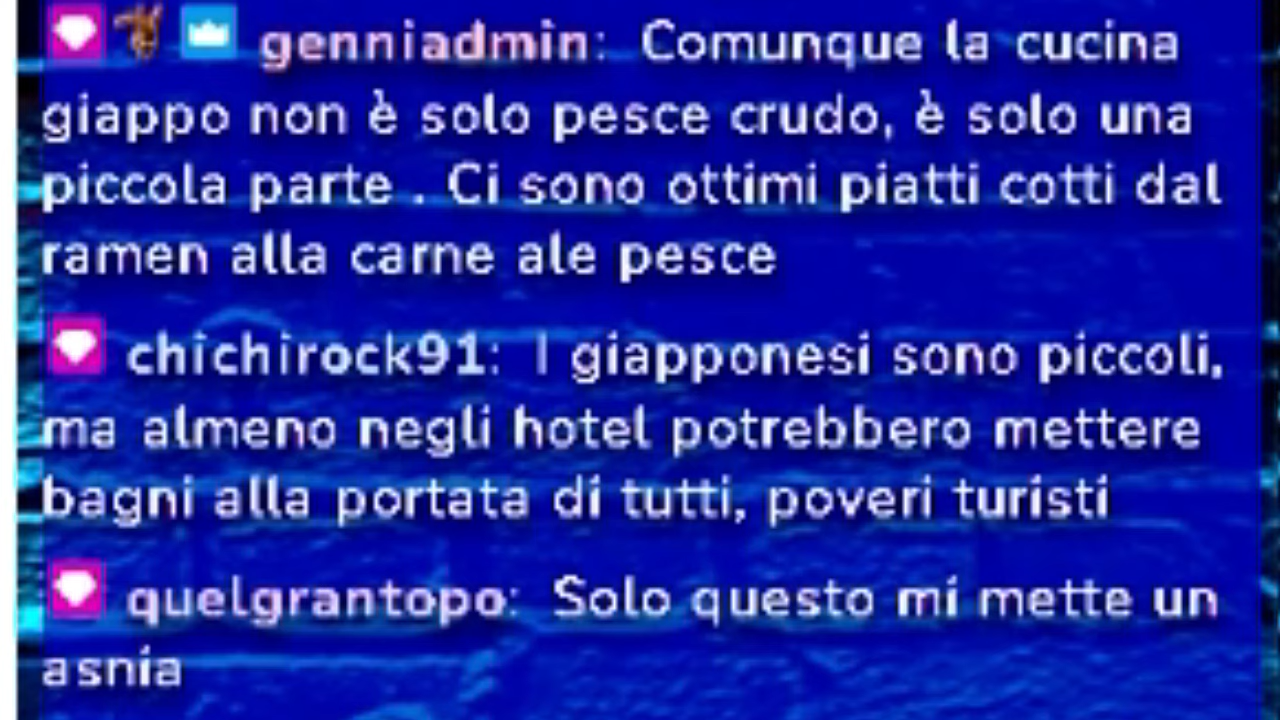 genniadmin: Comunque la cucina
giappo non è solo pesce crudo, è solo una
piccola parte . Ci sono ottimi piatti cotti dal
ramen alla carne ale pesce
chichirock91: I giapponesi sono piccoli,
ma almeno negli hotel potrebbero mettere
bagni alla portata di tutti, poveri turisti
quelgrantopo: Solo questo mi mette un
asnia